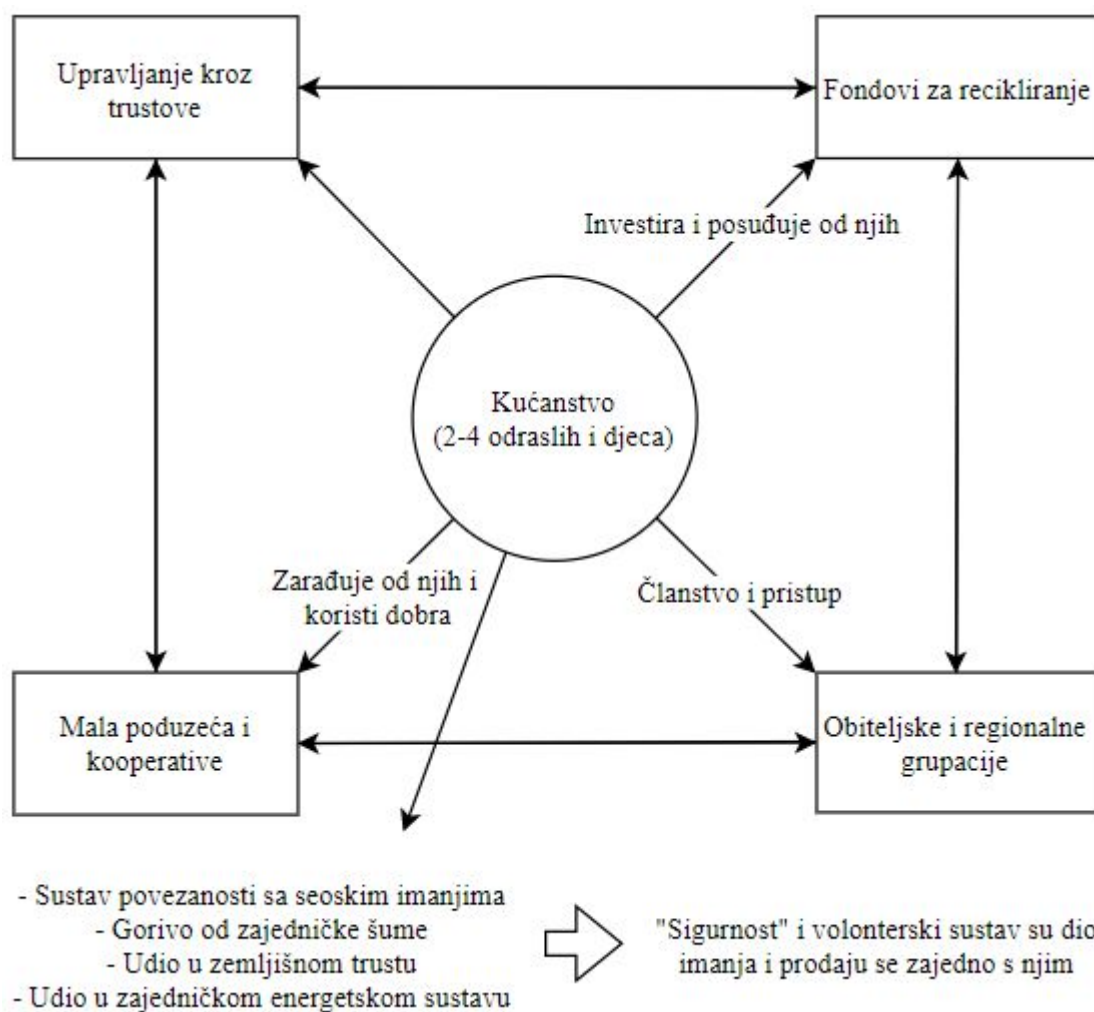 Upravljanje kroz
trustove
Fondovi za recikliranje
Investira i posuđuje od njih
Kućanstvo
(2-4 odraslih i djeca)
Zarađuje od njih i
koristi dobra
Članstvo i pristup
Mala poduzeća i
kooperative
Obiteljske i regionalne
grupacije
- Sustav povezanosti sa seoskim imanjima
- Gorivo od zajedničke šume
- Udio u zemljišnom trustu
- Udio u zajedničkom energetskom sustavu
"Sigurnost" i volonterski sustav su dio
imanja i prodaju se zajedno s njim